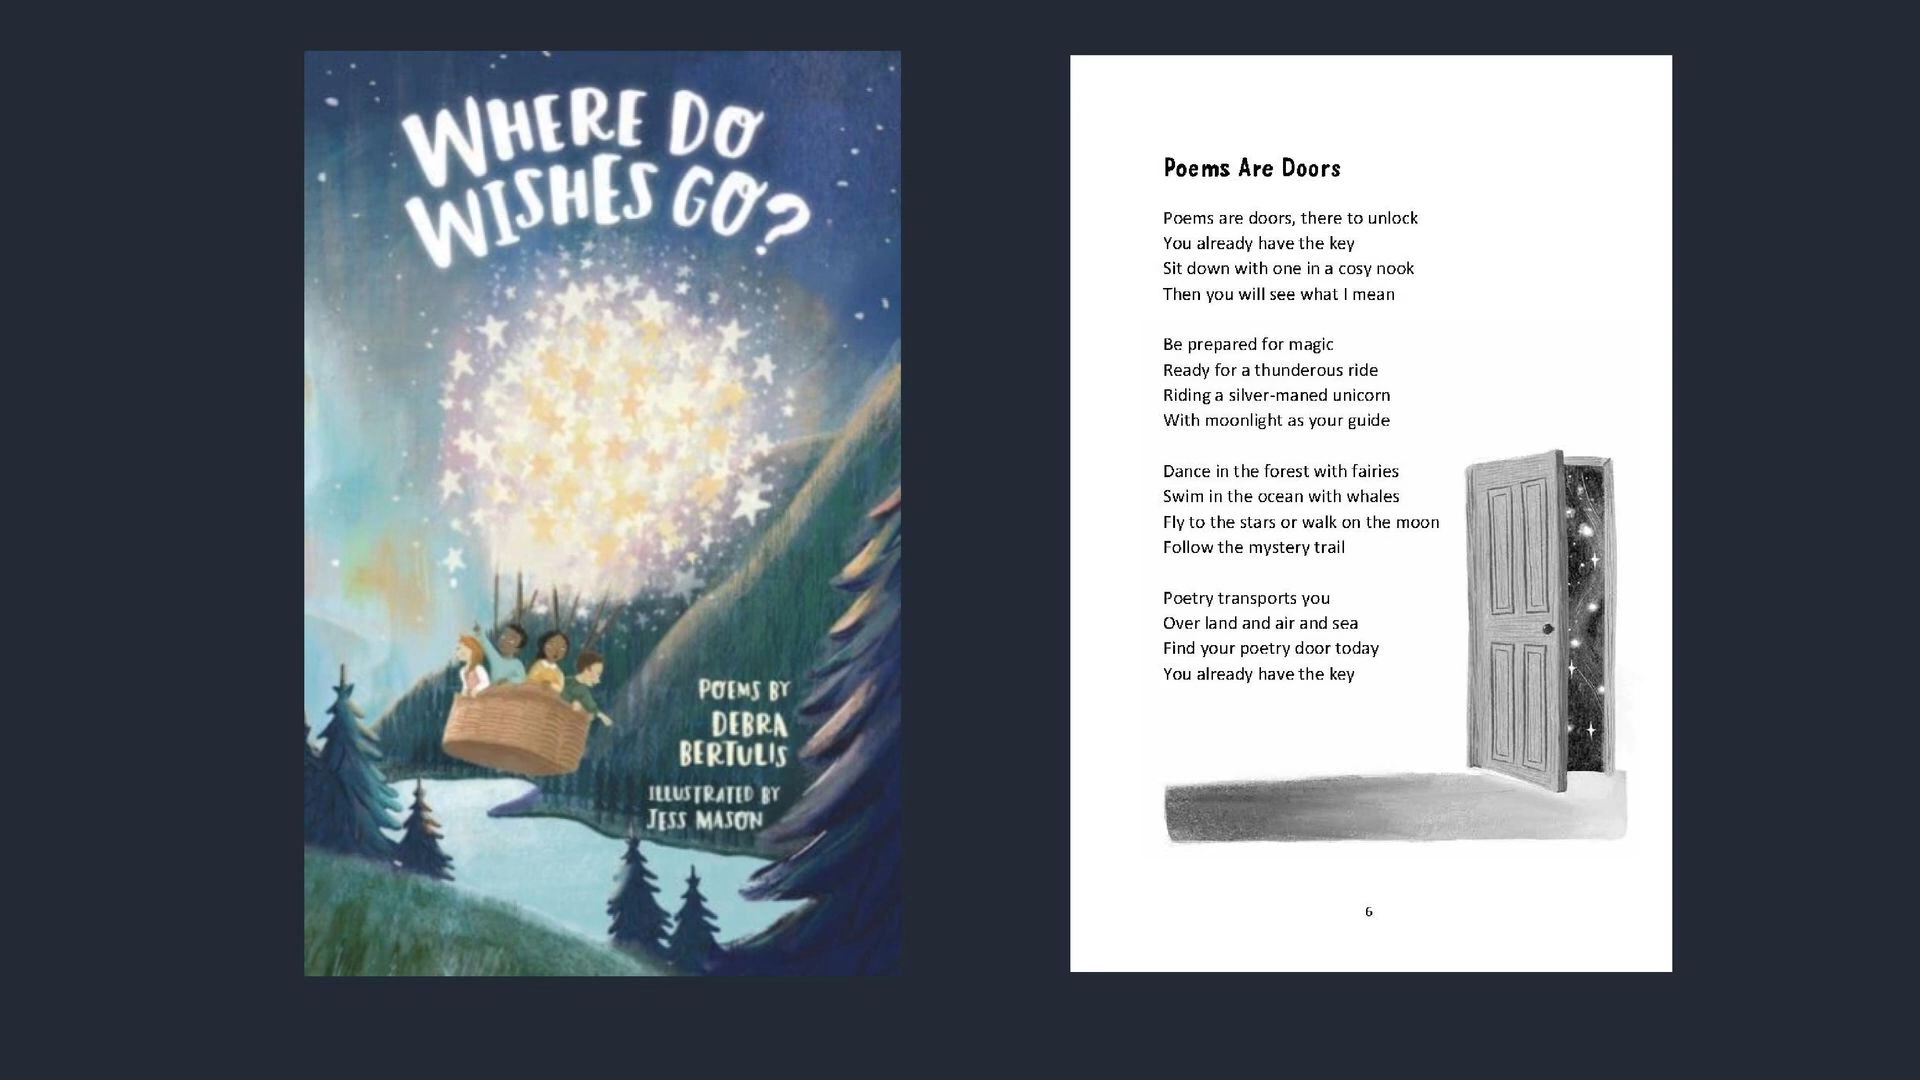 WHERE DO
WISHES GO?
POEMS BY
DEBRA
BERTULIS
ILLUSTRATED BY
JESS MASON
Poems Are Doors
Poems are doors, there to unlock
You already have the key
Sit down with one in a cosy nook
Then you will see what I mean
Be prepared for magic
Ready for a thunderous ride
Riding a silver-maned unicorn
With moonlight as your guide
Dance in the forest with fairies
Swim in the ocean with whales
Fly to the stars or walk on the moon
Follow the mystery trail
Poetry transports you
Over land and air and sea
Find your poetry door today
You already have the key
6